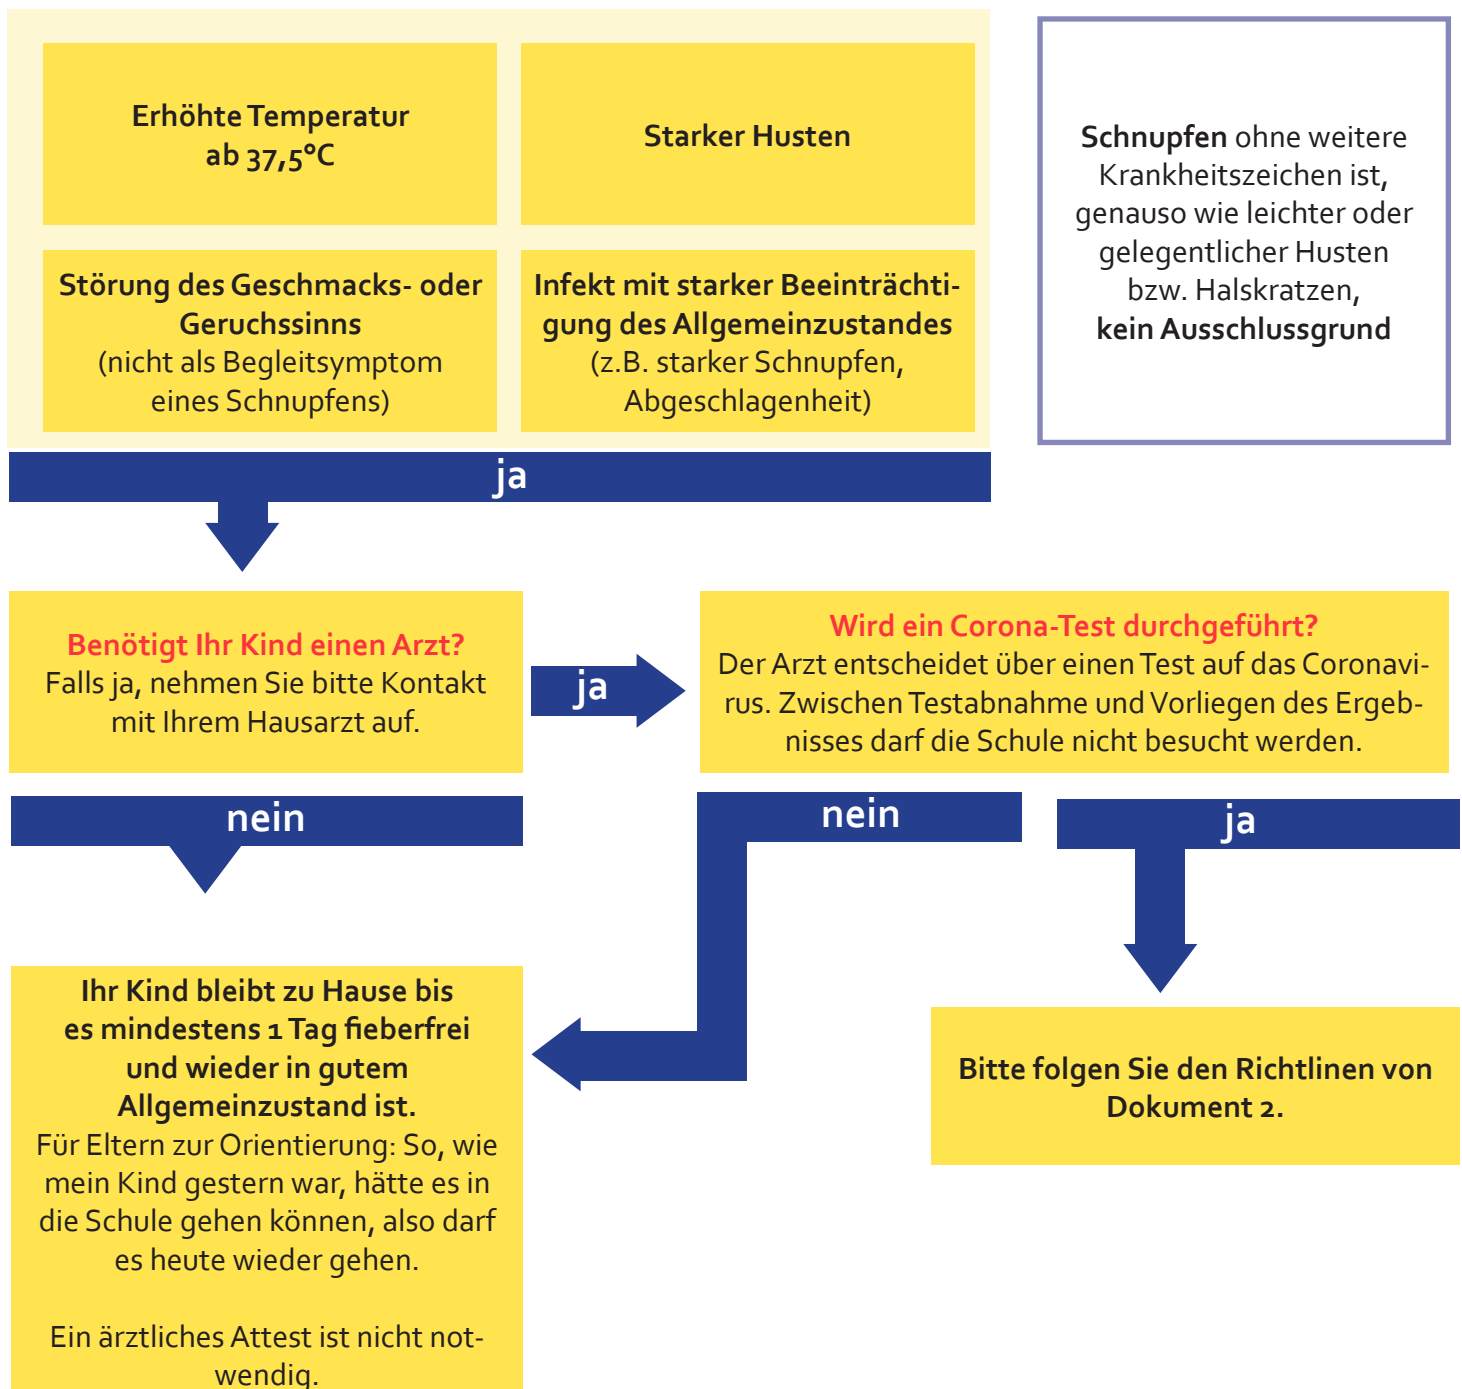 Erhöhte Temperatur
ab 37,5°C
Starker Husten
Schnupfen ohne weitere
Krankheitszeichen ist,
genauso wie leichter oder
gelegentlicher Husten
bzw. Halskratzen,
kein Ausschlussgrund
Störung des Geschmacks- oder
Geruchssinns
(nicht als Begleitsymptom
eines Schnupfens)
Infekt mit starker Beeinträchti-
gung des Allgemeinzustandes
(z.B. starker Schnupfen,
Abgeschlagenheit)
ja
Benötigt Ihr Kind einen Arzt?
Falls ja, nehmen Sie bitte Kontakt
mit Ihrem Hausarzt auf.
ja
Wird ein Corona-Test durchgeführt?
Der Arzt entscheidet über einen Test auf das Coronavi-
rus. Zwischen Testabnahme und Vorliegen des Ergeb-
nisses darf die Schule nicht besucht werden.
nein
nein
ja
Ihr Kind bleibt zu Hause bis
es mindestens 1 Tag fieberfrei
und wieder in gutem
Allgemeinzustand ist.
Für Eltern zur Orientierung: So, wie
mein Kind gestern war, hätte es in
die Schule gehen können, also darf
es heute wieder gehen.
Ein ärztliches Attest ist nicht not-
wendig.
Bitte folgen Sie den Richtlinen von
Dokument 2.